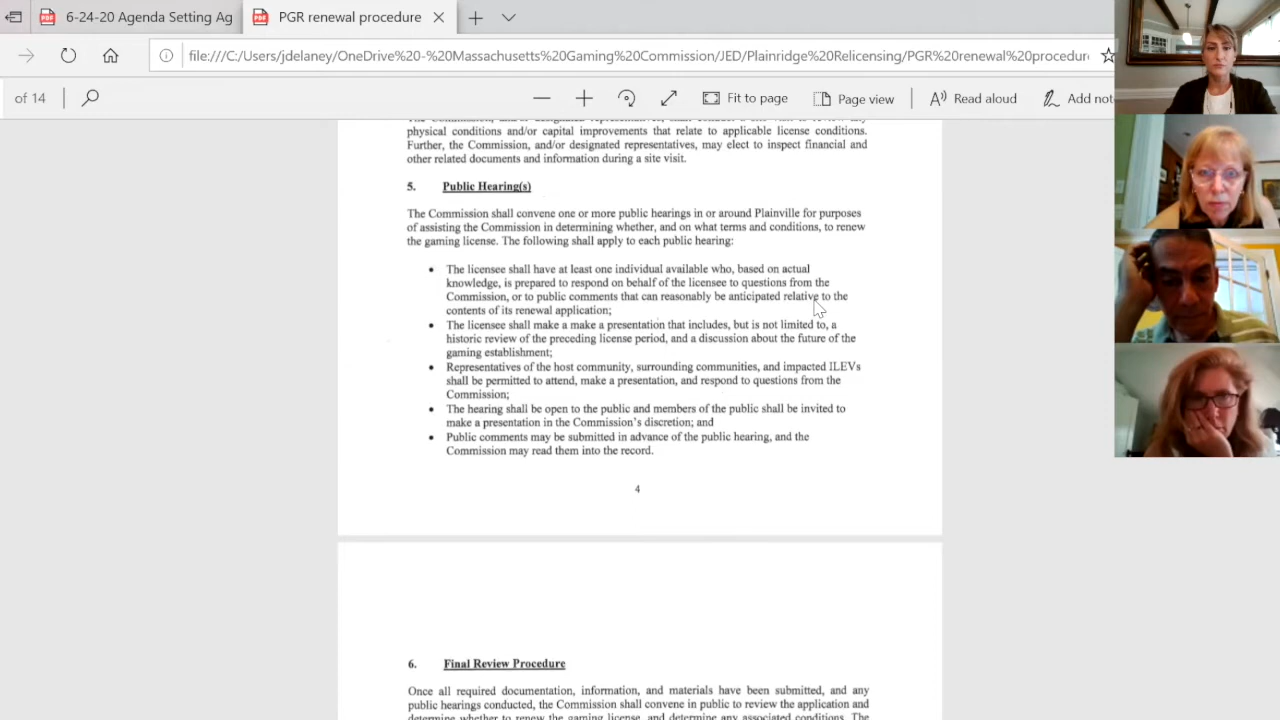 6-24-20 Agenda Setting Ag
PGR renewal procedure
file:///C:/Users/jdelaney/OneDrive%20-%20Massachusetts%20Gaming%20Commission/JED/Plainridge%20Relicensing/PGR%20renewal%20procedure
of 14
Fit to page
Page view
Read aloud
Add not
physical conditions and/or capital improvements that relate to applicable license conditions.
Further, the Commission, and/or designated representatives, may elect to inspect financial and
other related documents and information during a site visit.
5. Public Hearing(s)
The Commission shall convene one or more public hearings in or around Plainville for purposes
of assisting the Commission in determining whether, and on what terms and conditions, to renew
the gaming license. The following shall apply to each public hearing:
• The licensee shall have at least one individual available who, based on actual
knowledge, is prepared to respond on behalf of the licensee to questions from the
Commission, or to public comments that can reasonably be anticipated relative to the
contents of its renewal application;
• The licensee shall make a make a presentation that includes, but is not limited to, a
historic review of the preceding license period, and a discussion about the future of the
gaming establishment;
• Representatives of the host community, surrounding communities, and impacted ILEVs
shall be permitted to attend, make a presentation, and respond to questions from the
Commission;
• The hearing shall be open to the public and members of the public shall be invited to
make a presentation in the Commission's discretion; and
• Public comments may be submitted in advance of the public hearing, and the
Commission may read them into the record.
4
6. Final Review Procedure
Once all required documentation, information, and materials have been submitted, and any
public hearings conducted, the Commission shall convene in public to review the application and
determine whether to renew the gaming license, and determine any associated conditions. The